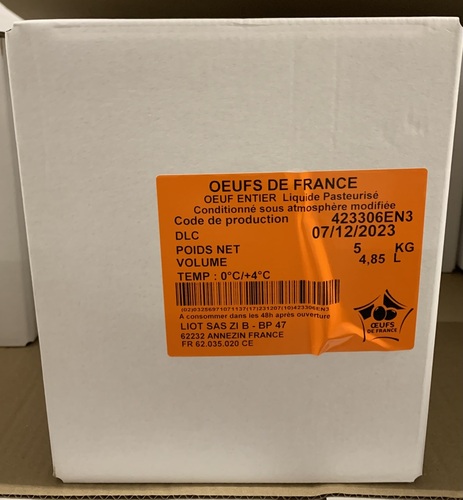 OEUFS DE FRANCE
OEUF ENTIER Liquide Pasteurisé
Conditionné sous atmosphère modifiée
Code de production 423306EN3
DLC 07/12/2023
POIDS NET 5 KG
VOLUME 4,85 L
TEMP : 0°C/+4°C
A consommer dans les 48h après ouverture
LIOT SAS ZI B - BP 47
62232 ANNEZIN FRANCE
FR 62.035.020 CE
ŒUFS
DE FRANCE